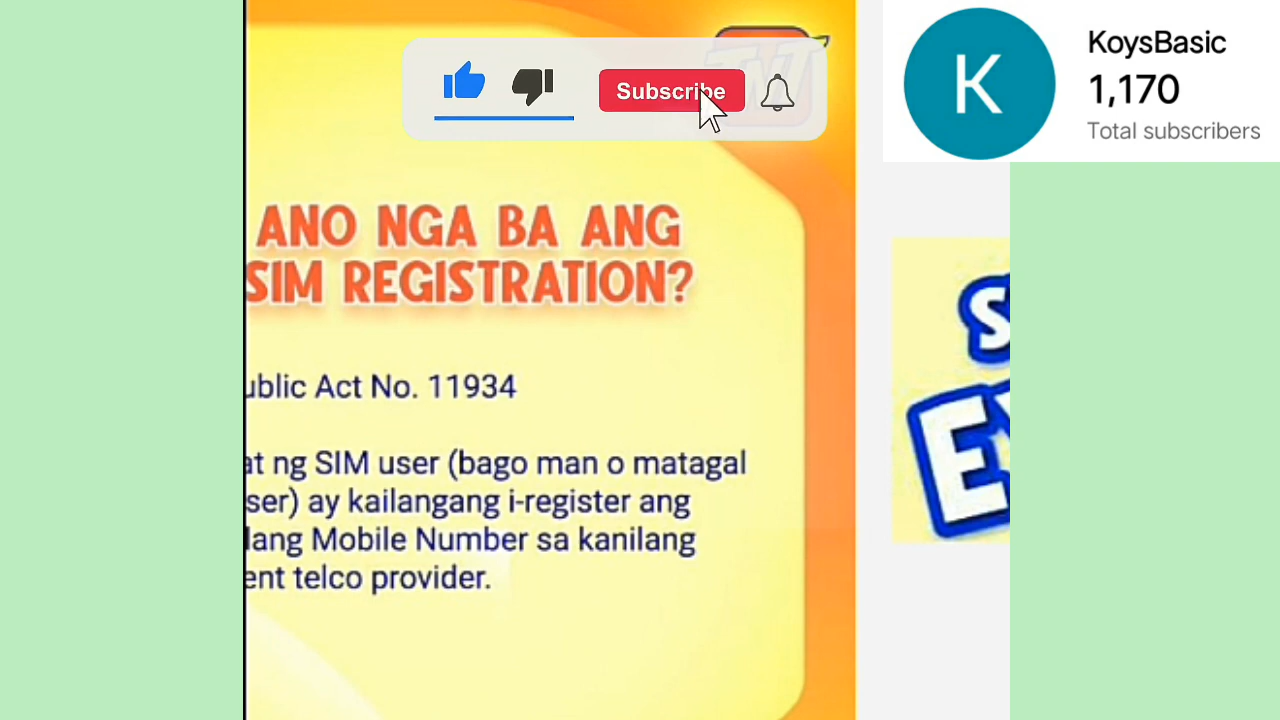 KoysBasic
1,170
Total subscribers
Subscribe
ANO NGA BA ANG
SIM REGISTRATION?
ublic Act No. 11934
at ng SIM user (bago man o matagal
ser) ay kailangang i-register ang
lang Mobile Number sa kanilang
ent telco provider.
K
TNT
S
E